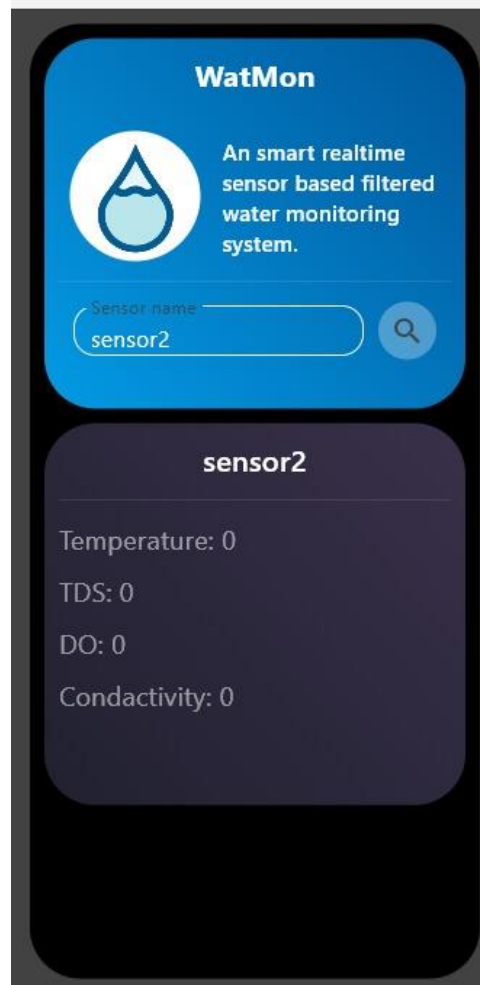 WatMon
An smart realtime
sensor based filtered
water monitoring
system.
Sensor name
sensor2
sensor2
Temperature: 0
TDS: 0
DO: 0
Condactivity: 0